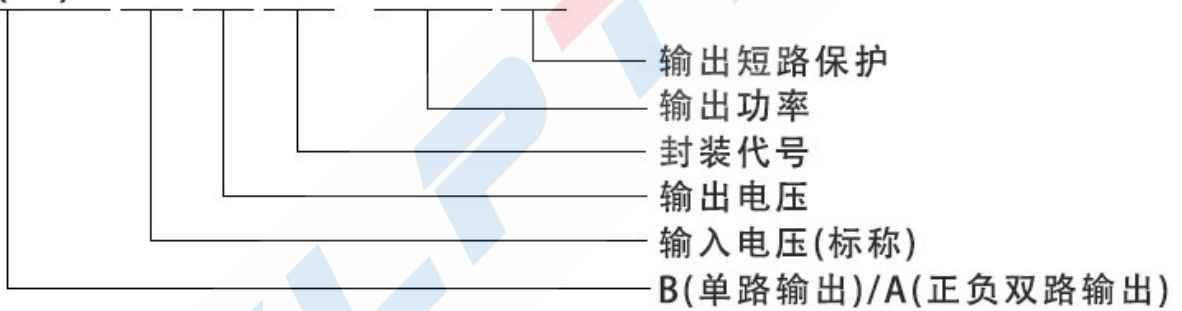 输出短路保护
输出功率
封装代号
输出电压
输入电压(标称)
B(单路输出)/A(正负双路输出)